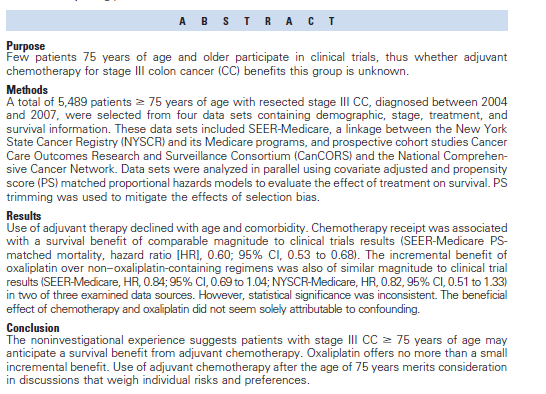 A B S T R A C T
Purpose
Few patients 75 years of age and older participate in clinical trials, thus whether adjuvant
chemotherapy for stage III colon cancer (CC) benefits this group is unknown.
Methods
A total of 5,489 patients ≥ 75 years of age with resected stage III CC, diagnosed between 2004
and 2007, were selected from four data sets containing demographic, stage, treatment, and
survival information. These data sets included SEER-Medicare, a linkage between the New York
State Cancer Registry (NYSCR) and its Medicare programs, and prospective cohort studies Cancer
Care Outcomes Research and Surveillance Consortium (CanCORS) and the National Comprehen-
sive Cancer Network. Data sets were analyzed in parallel using covariate adjusted and propensity
score (PS) matched proportional hazards models to evaluate the effect of treatment on survival. PS
trimming was used to mitigate the effects of selection bias.
Results
Use of adjuvant therapy declined with age and comorbidity. Chemotherapy receipt was associated
with a survival benefit of comparable magnitude to clinical trials results (SEER-Medicare PS-
matched mortality, hazard ratio [HR], 0.60; 95% CI, 0.53 to 0.68). The incremental benefit of
oxaliplatin over non–oxaliplatin-containing regimens was also of similar magnitude to clinical trial
results (SEER-Medicare, HR, 0.84; 95% CI, 0.69 to 1.04; NYSCR-Medicare, HR, 0.82, 95% CI, 0.51 to 1.33)
in two of three examined data sources. However, statistical significance was inconsistent. The beneficial
effect of chemotherapy and oxaliplatin did not seem solely attributable to confounding.
Conclusion
The noninvestigational experience suggests patients with stage III CC ≥ 75 years of age may
anticipate a survival benefit from adjuvant chemotherapy. Oxaliplatin offers no more than a small
incremental benefit. Use of adjuvant chemotherapy after the age of 75 years merits consideration
in discussions that weigh individual risks and preferences.